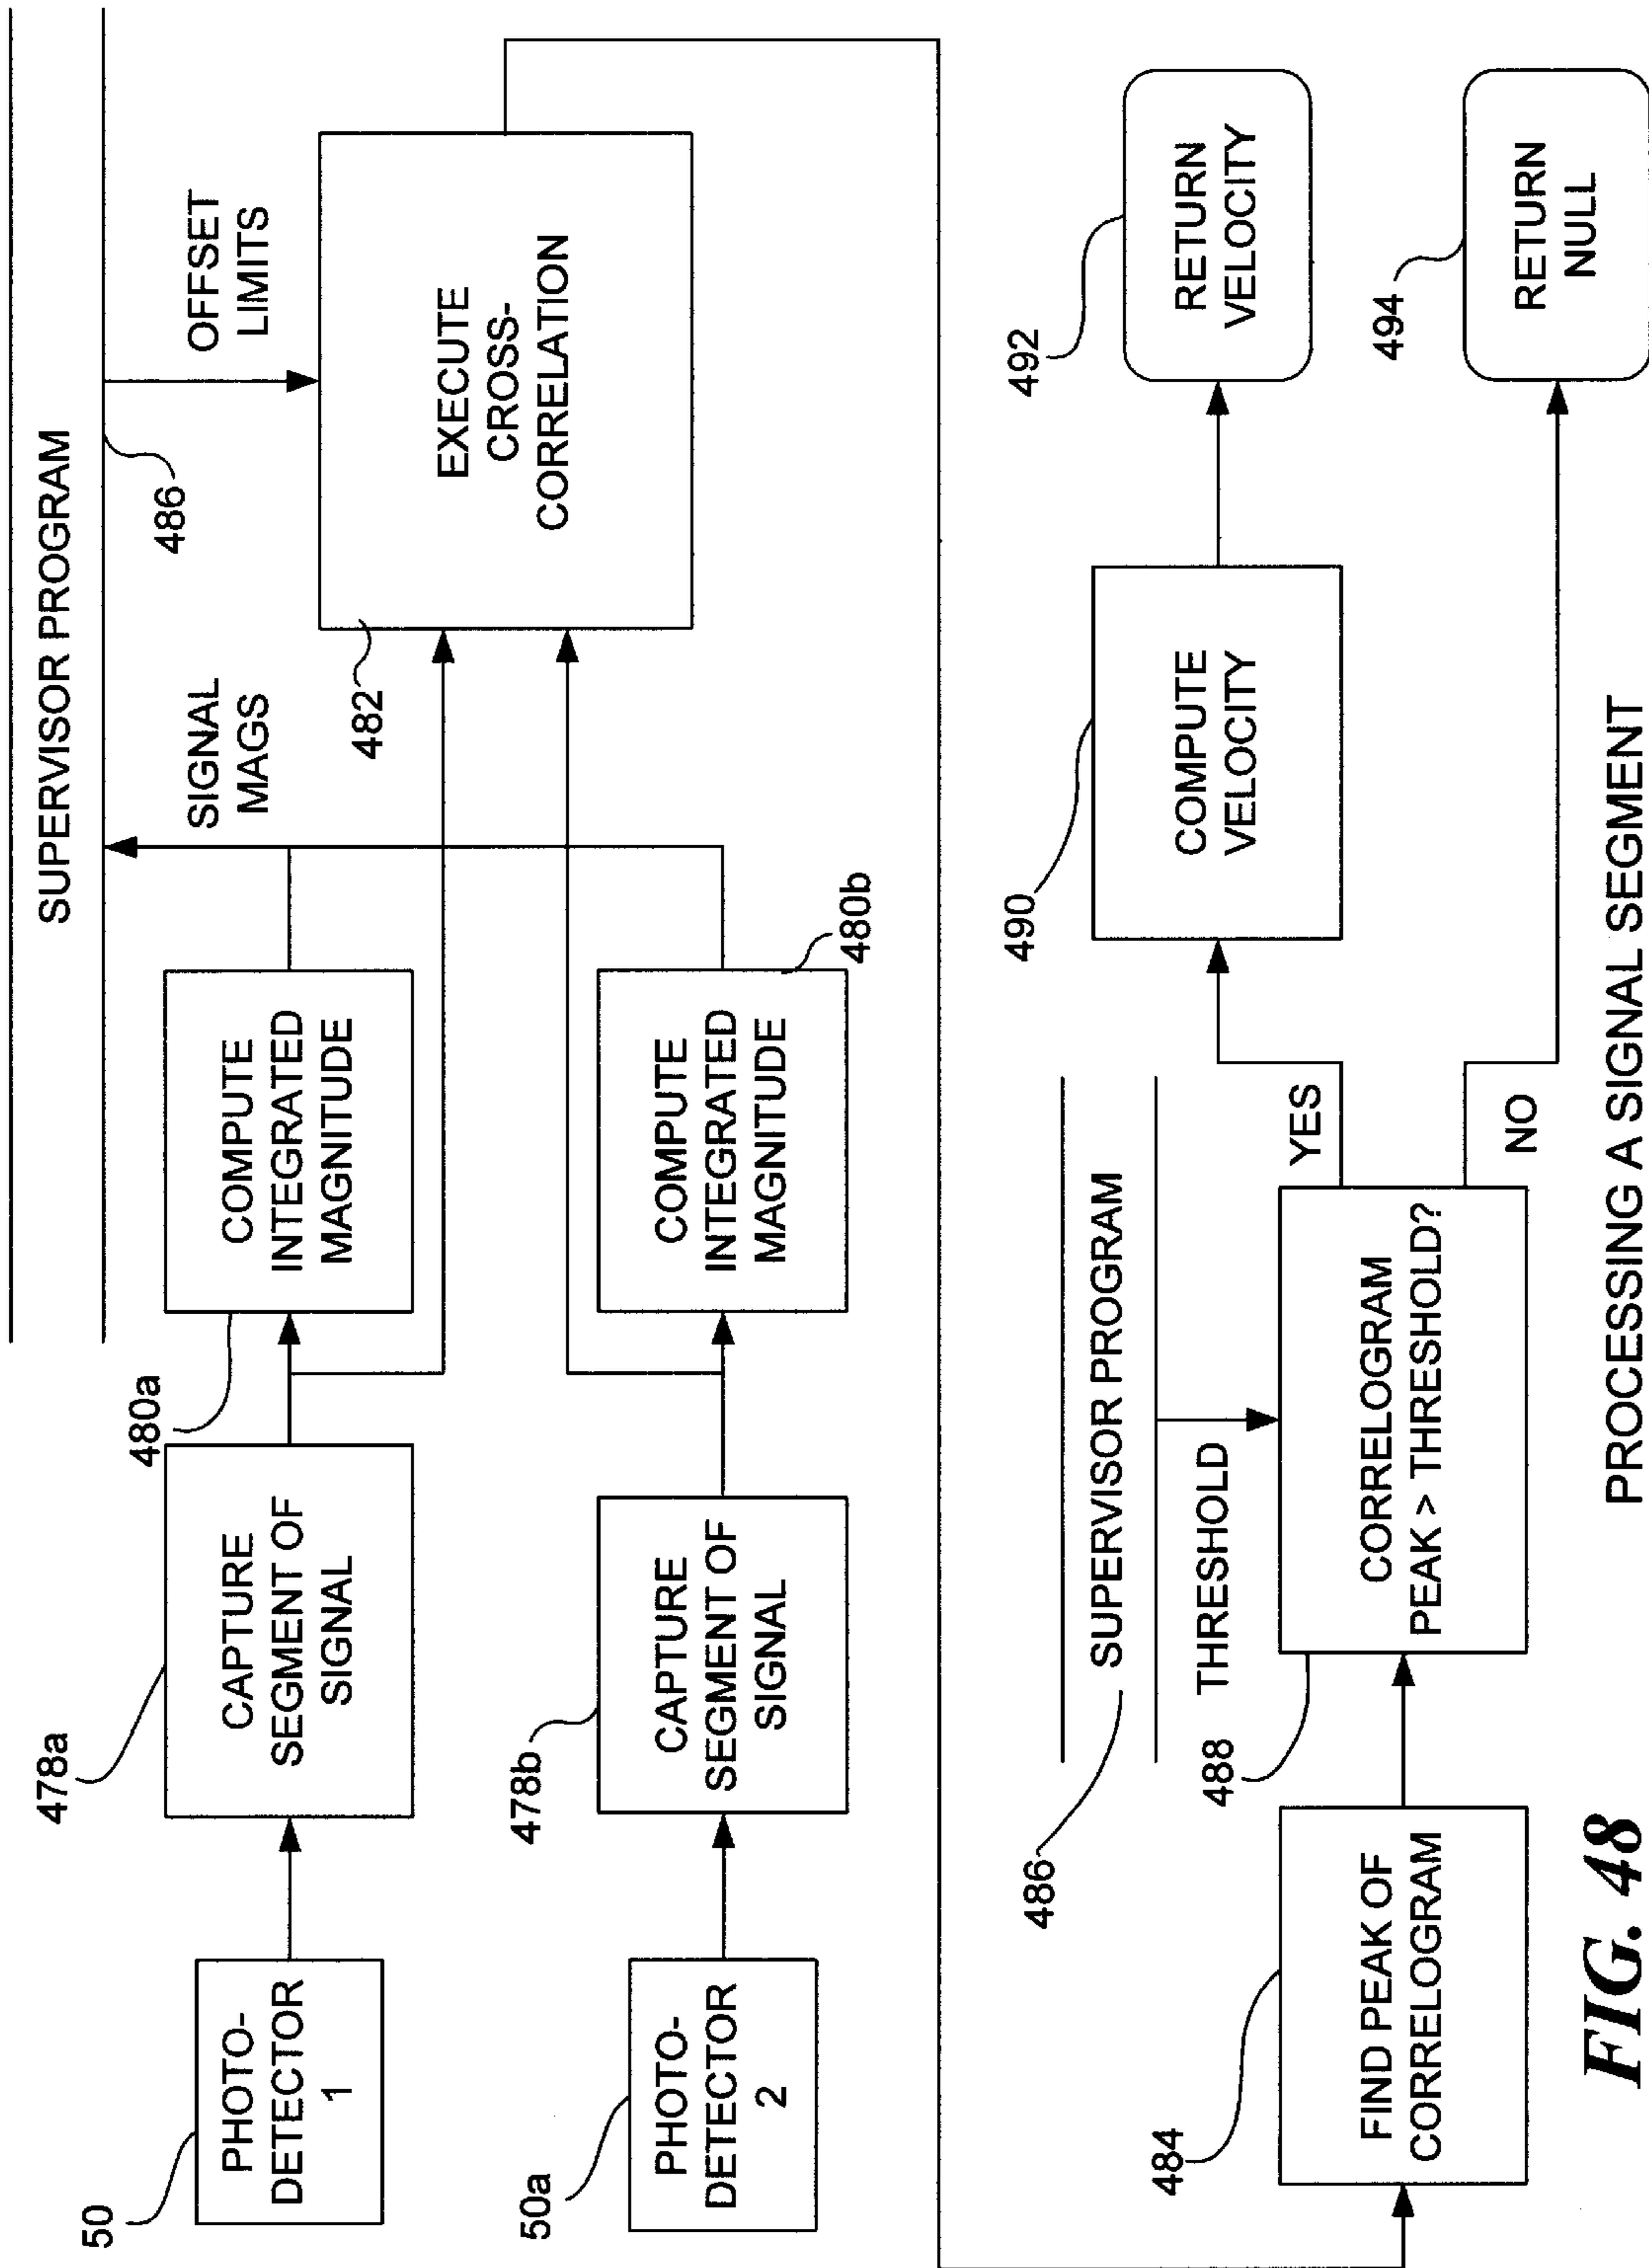 SUPERVISOR PROGRAM
486
50
PHOTO-
DETECTOR
1
478a
CAPTURE
SEGMENT OF
SIGNAL
480a
COMPUTE
INTEGRATED
MAGNITUDE
SIGNAL
MAGS
OFFSET
LIMITS
482
EXECUTE
CROSS-
CORRELATION
50a
PHOTO-
DETECTOR
2
478b
CAPTURE
SEGMENT OF
SIGNAL
COMPUTE
INTEGRATED
MAGNITUDE
480b
486
SUPERVISOR PROGRAM
THRESHOLD
484
FIND PEAK OF
CORRELOGRAM
488
CORRELOGRAM
PEAK > THRESHOLD?
YES
NO
490
COMPUTE
VELOCITY
492
RETURN
VELOCITY
494
RETURN
NULL
FIG. 48
PROCESSING A SIGNAL SEGMENT